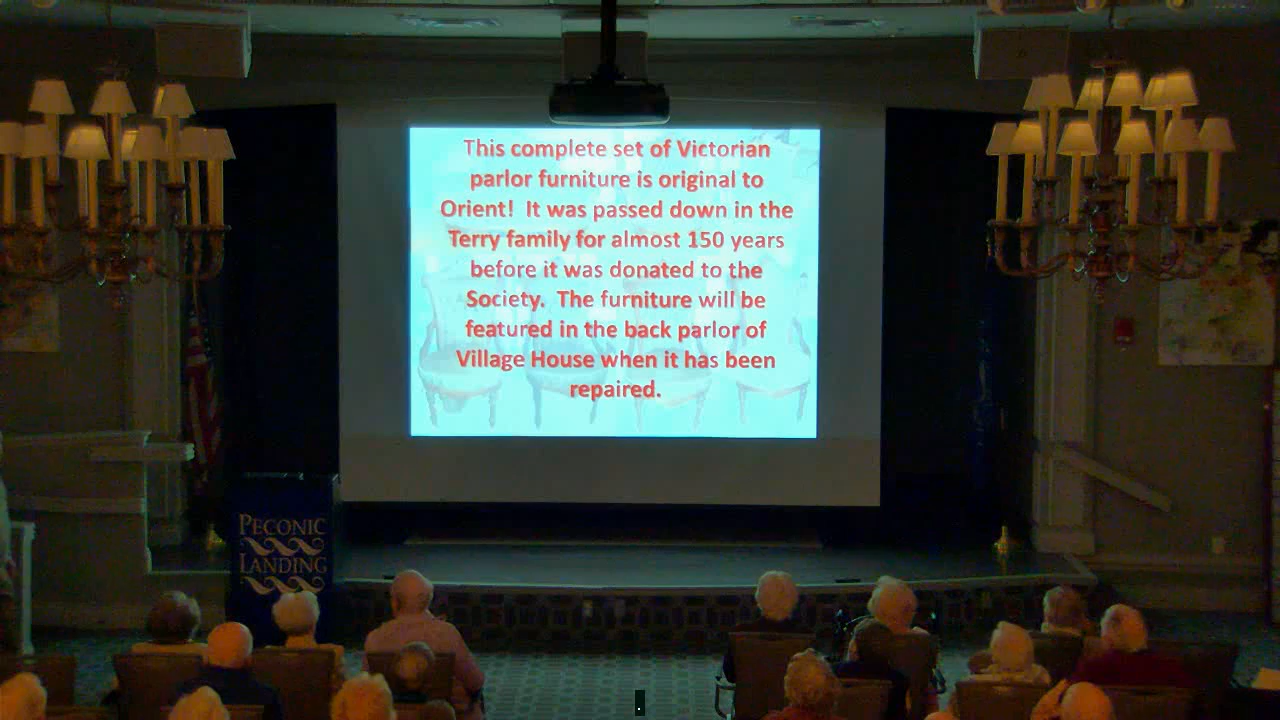 This complete set of Victorian
parlor furniture is original to
Orient!  It was passed down in the
Terry family for almost 150 years
before it was donated to the
Society.  The furniture will be
featured in the back parlor of
Village House when it has been
repaired.
PECONIC
LANDING
.